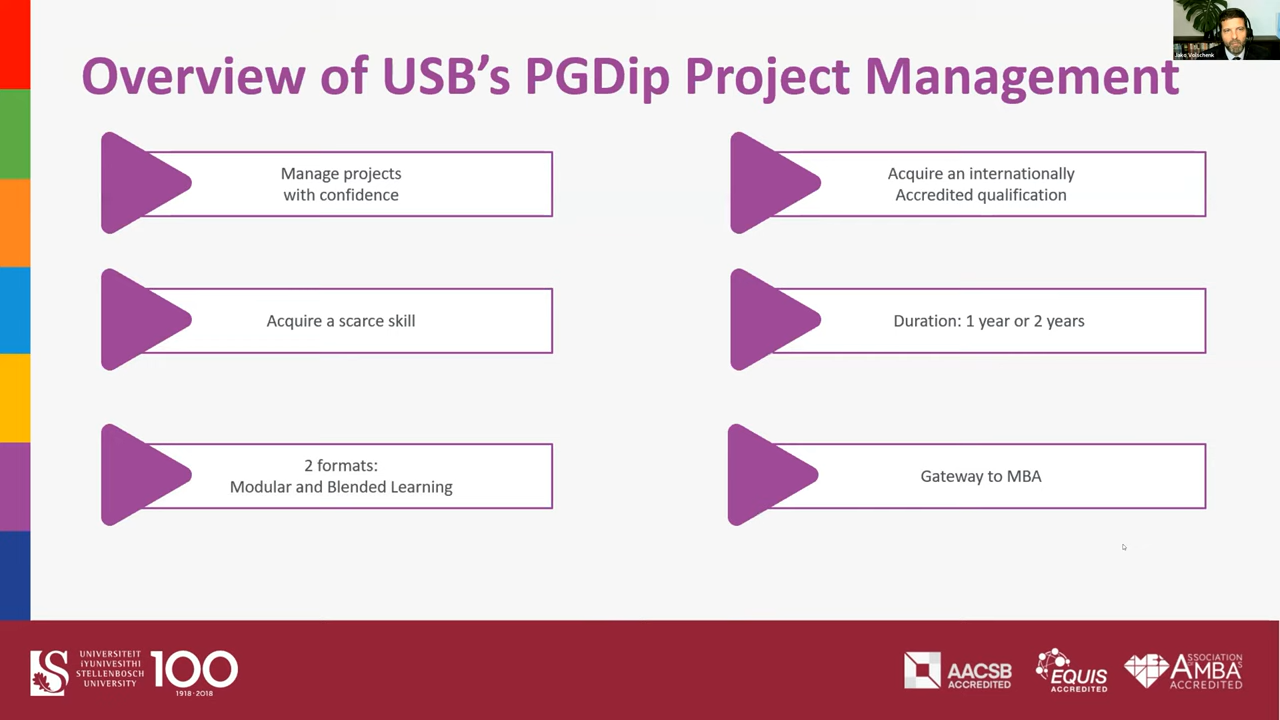 Overview of USB's PGDip Project Management
Manage projects
with confidence
Acquire an internationally
Accredited qualification
Acquire a scarce skill
Duration: 1 year or 2 years
2 formats:
Modular and Blended Learning
Gateway to MBA
UNIVERSITEIT
iYUNIVESITHI
STELLENBOSCH
UNIVERSITY
100
1918·2018
AACSB
ACCREDITED
EQUIS
ACCREDITED
ASSOCIATION
AMBA
ACCREDITED